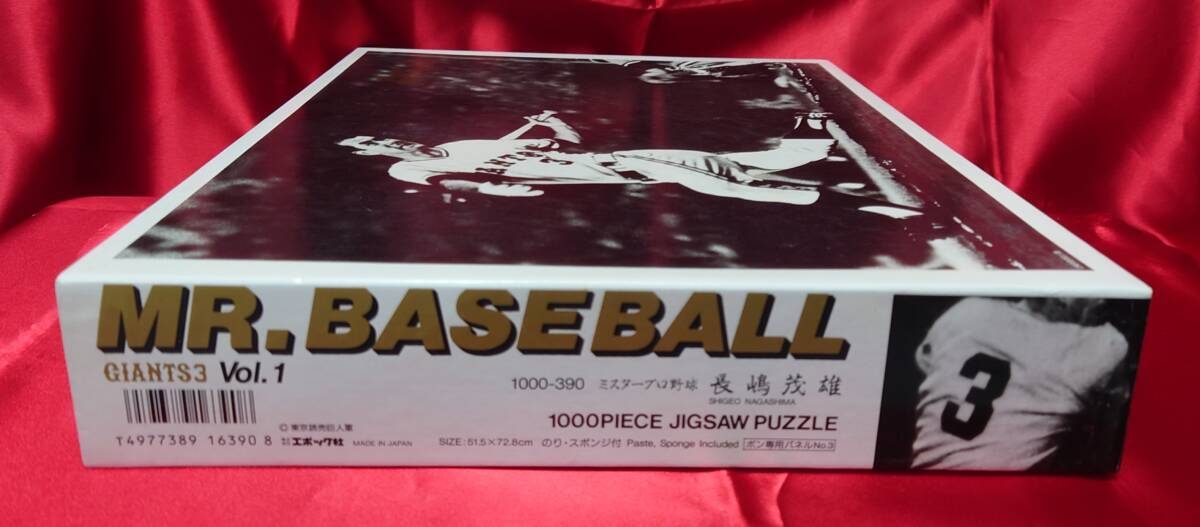 GIANTS
3
MR. BASEBALL
GIANTS3 Vol.1
1000-390 ミスタープロ野球 長嶋茂雄
SHIGEO NAGASHIMA
1000PIECE JIGSAW PUZZLE
T4977389 16390 8
©東京読売巨人軍
エポック社 MADE IN JAPAN
SIZE:51.5×72.8cm のり・スポンジ付 Paste, Sponge Included ポン専用パネルNo.3
3